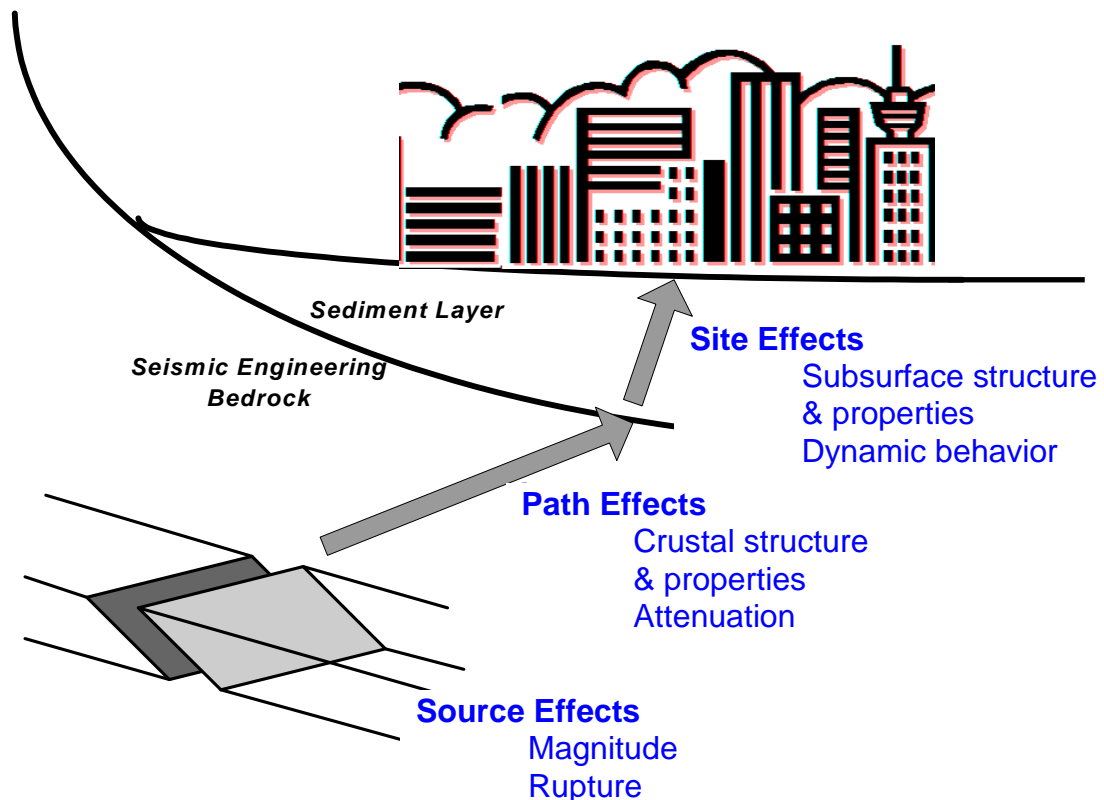 Sediment Layer
Seismic Engineering
Bedrock
Site Effects
Subsurface structure
& properties
Dynamic behavior
Path Effects
Crustal structure
& properties
Attenuation
Source Effects
Magnitude
Rupture